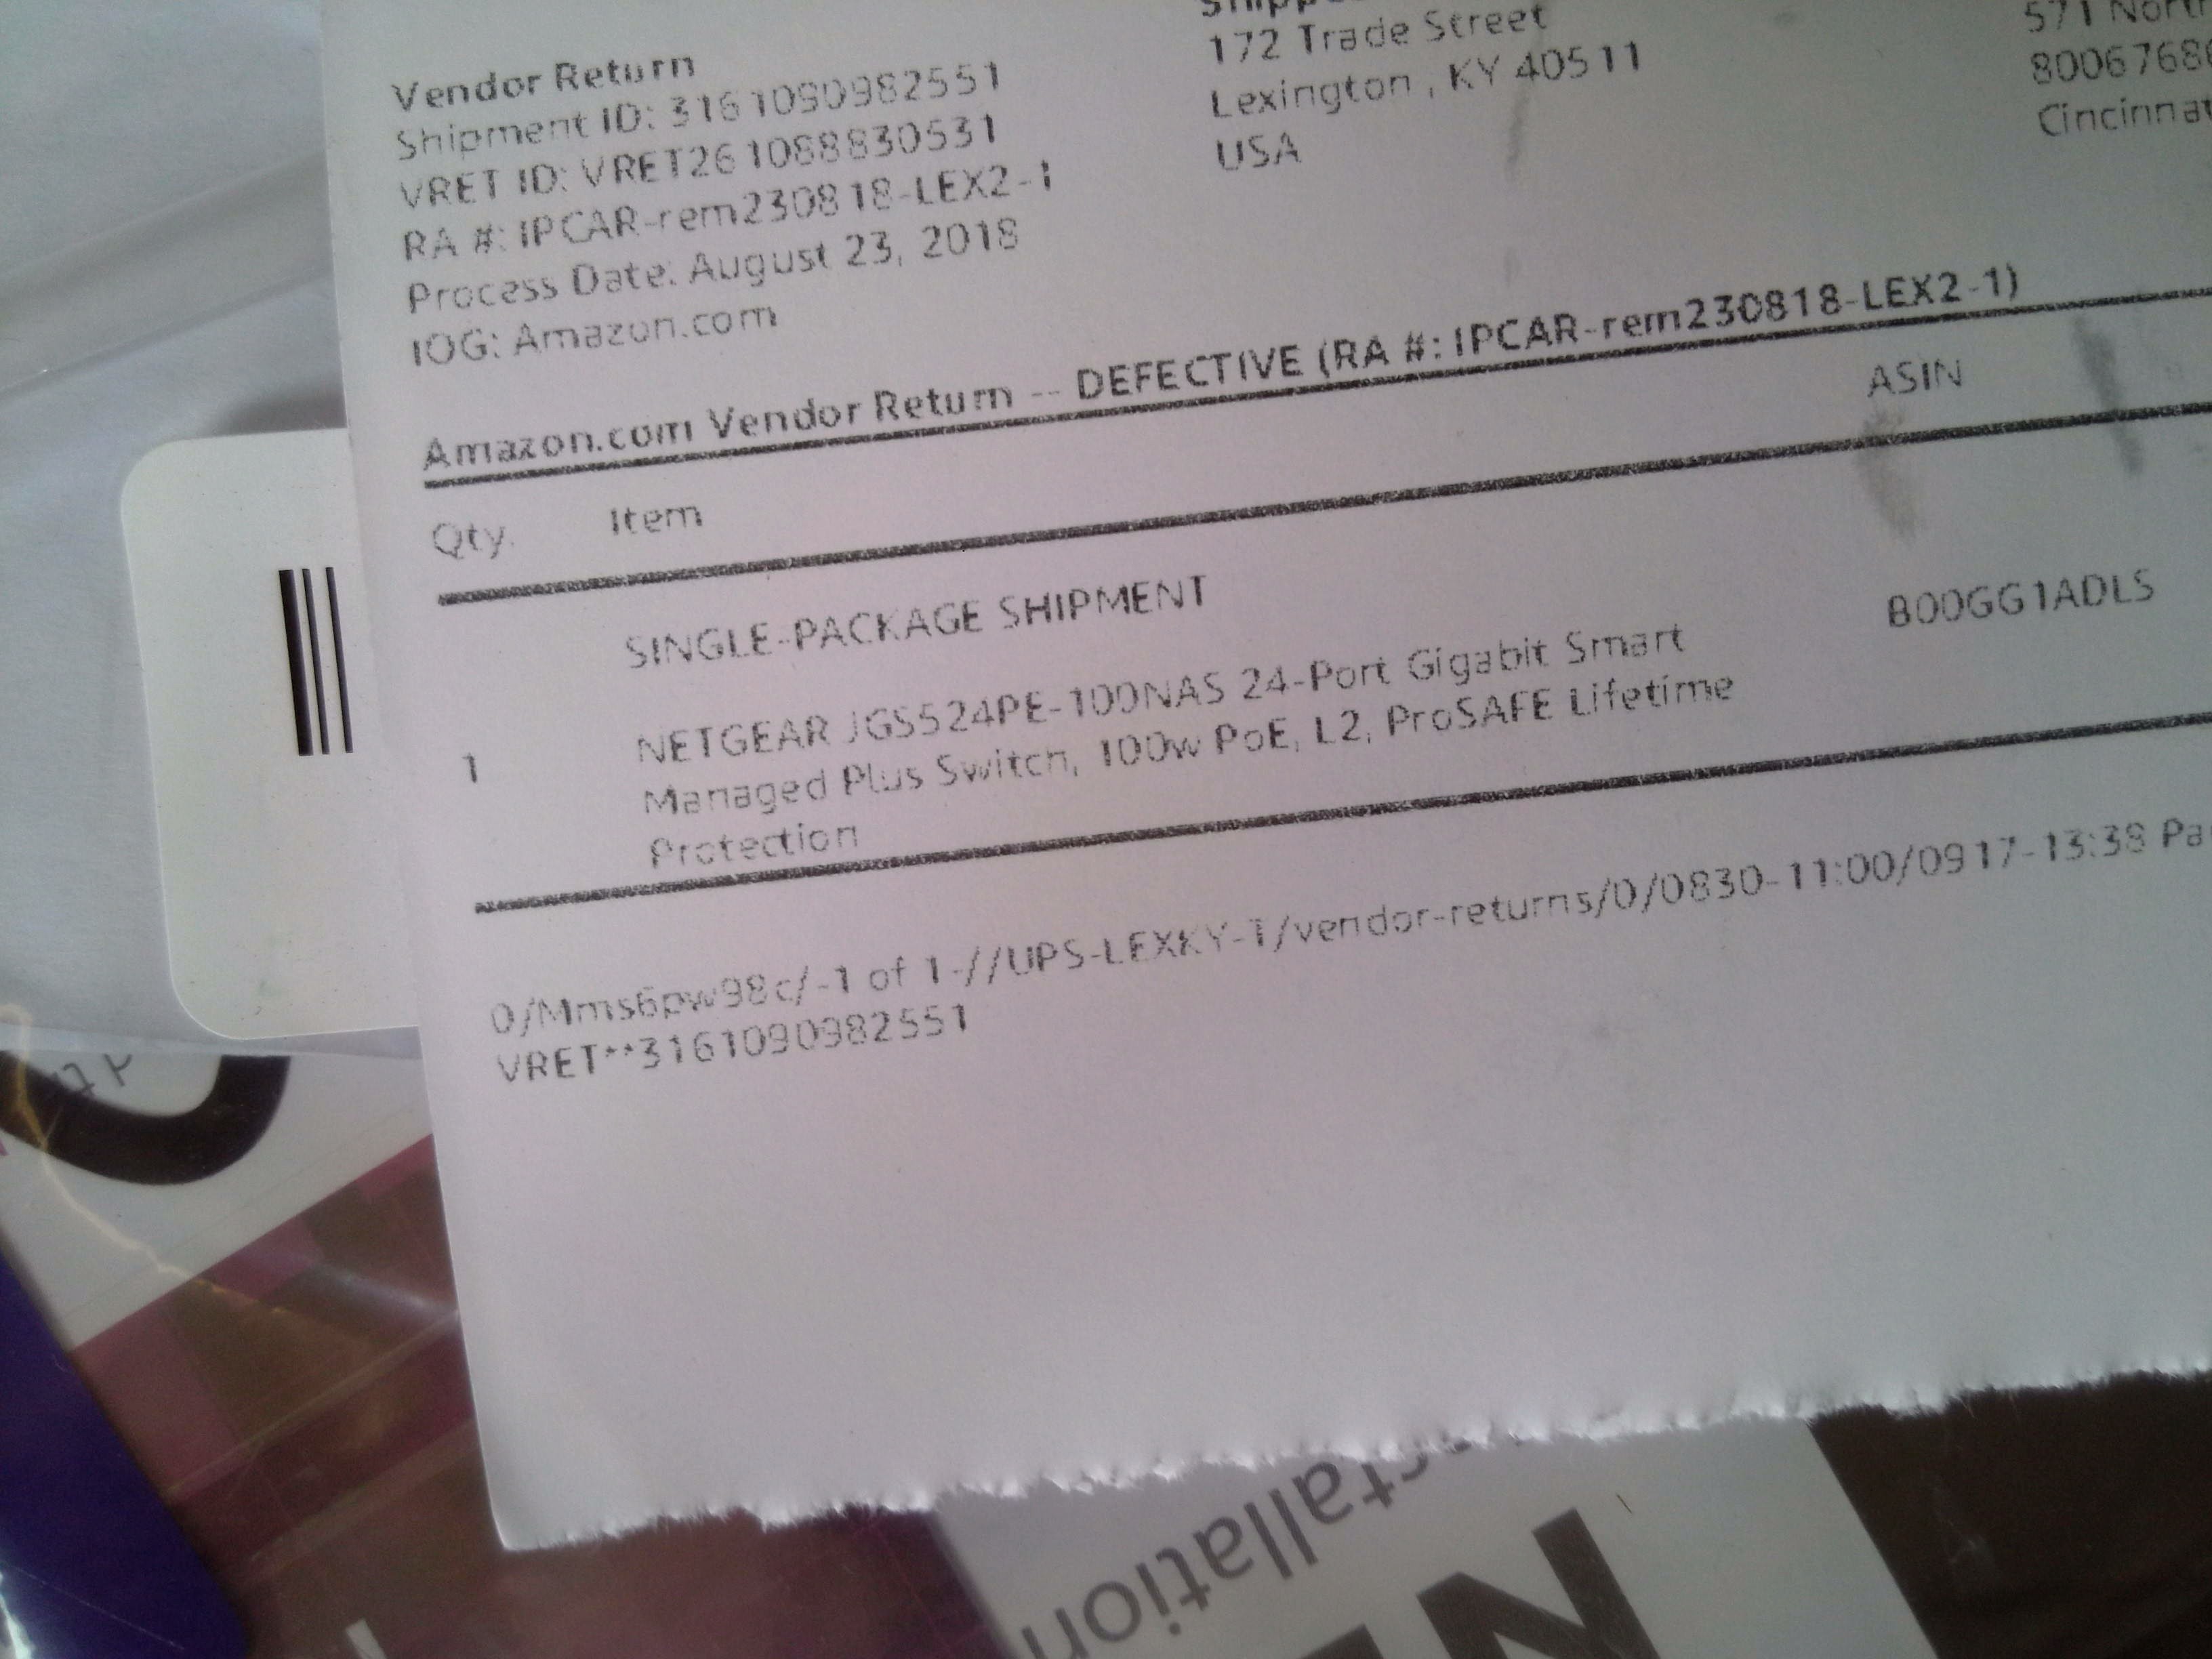 Vendor Return
Shipment ID: 3161090982551
VRET ID: VRET261088830531
RA #: IPCAR-rem230818-LEX2-1
Process Date: August 23, 2018
IOG: Amazon.com
172 Trade Street
Lexington , KY 40511
USA
571
8006768
Amazon.com Vendor Return -- DEFECTIVE (RA #: IPCAR-rem230818-LEX2-1)
Qty. Item ASIN
SINGLE-PACKAGE SHIPMENT
1 NETGEAR JGS524PE-100NAS 24-Port Gigabit Smart B00GG1ADLS
Managed Plus Switch, 100w PoE, L2, ProSAFE Lifetime
Protection
0/Mms6pw98c/-1 of 1-//UPS-LEXKY-T/vendor-returns/0/0830-11:00/0917-13:38
VRET**3161090982551